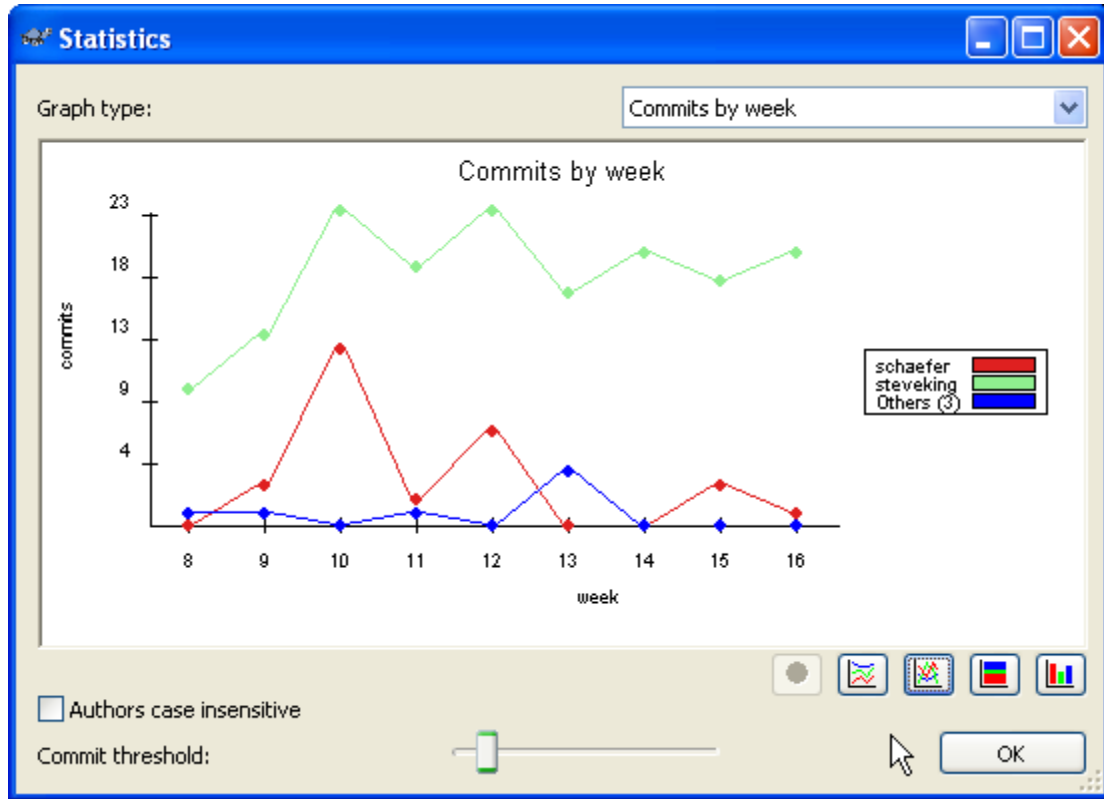 Statistics
Graph type:
Commits by week
Commits by week
23
18
13
9
4
commits
8 9 10 11 12 13 14 15 16
week
schaefer
steveking
Others (3)
Authors case insensitive
Commit threshold:
OK